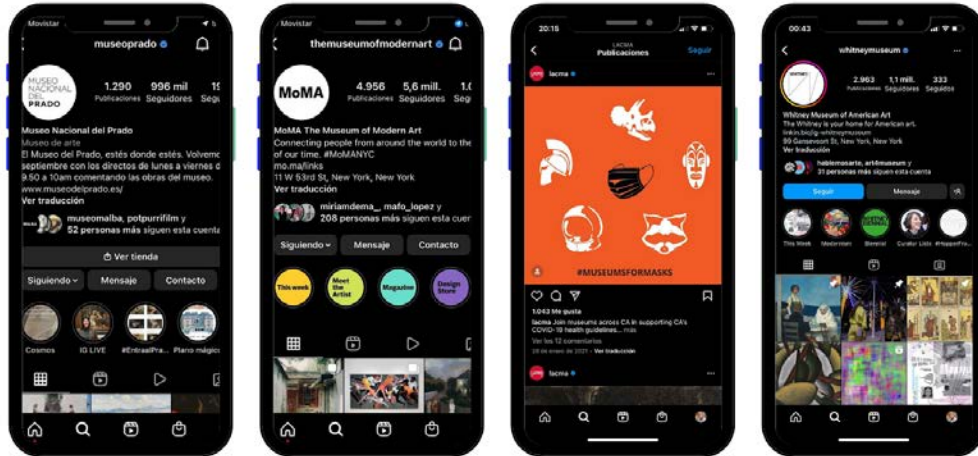 Movistar
museoprado
MUSEO
NACIONAL
DEL
PRADO
1.290
996 mil
Publicaciones
Seguidores
Museo Nacional del Prado
Museo de arte
El Museo del Prado, estés donde estés. Volvemo
septiembre con los directos de lunes a viernes d
9.50 a 10am comentando las obras del museo.
www.museodelprado.es/
Ver traducción
museomalba, potpurrifilm y
52 personas más siguen esta cuenta
Ver tienda
Siguiendo
Mensaje
Contacto
Cosmos
IG LIVE
#EntraalPra...
Plano mágico
Movistar
themuseumofmodernart
MoMA
4.956
5,6 mill.
Publicaciones
Seguidores
MoMA The Museum of Modern Art
Connecting people from around the world to the
of our time. #MoMANYC
mo.ma/links
11 W 53rd St, New York, New York
Ver traducción
miriamdema_, mafo_lopez y
208 personas más siguen esta cuen
Siguiendo
Mensaje
Contacto
This week
Meet
the
Artist
Magazine
Design
Store
20:15
LACMA
Publicaciones
Seguir
lacma
#MUSEUMSFORMASKS
1.043 Me gusta
lacma Join museums across CA in supporting CA's
COVID-19 health guidelines... más
Ver los 12 comentarios
28 de enero de 2021 · Ver traducción
lacma
00:43
whitneymuseum
2.963
1,1 mill.
333
Publicaciones
Seguidores
Seguidos
Whitney Museum of American Art
The Whitney is your home for American art.
linkin.bio/ig-whitneymuseum
99 Gansevoort St, New York, New York
Ver traducción
hablemosarte, art4museum y
31 personas más siguen esta cuenta
Seguir
Mensaje
This Week
Modernism
Biennial